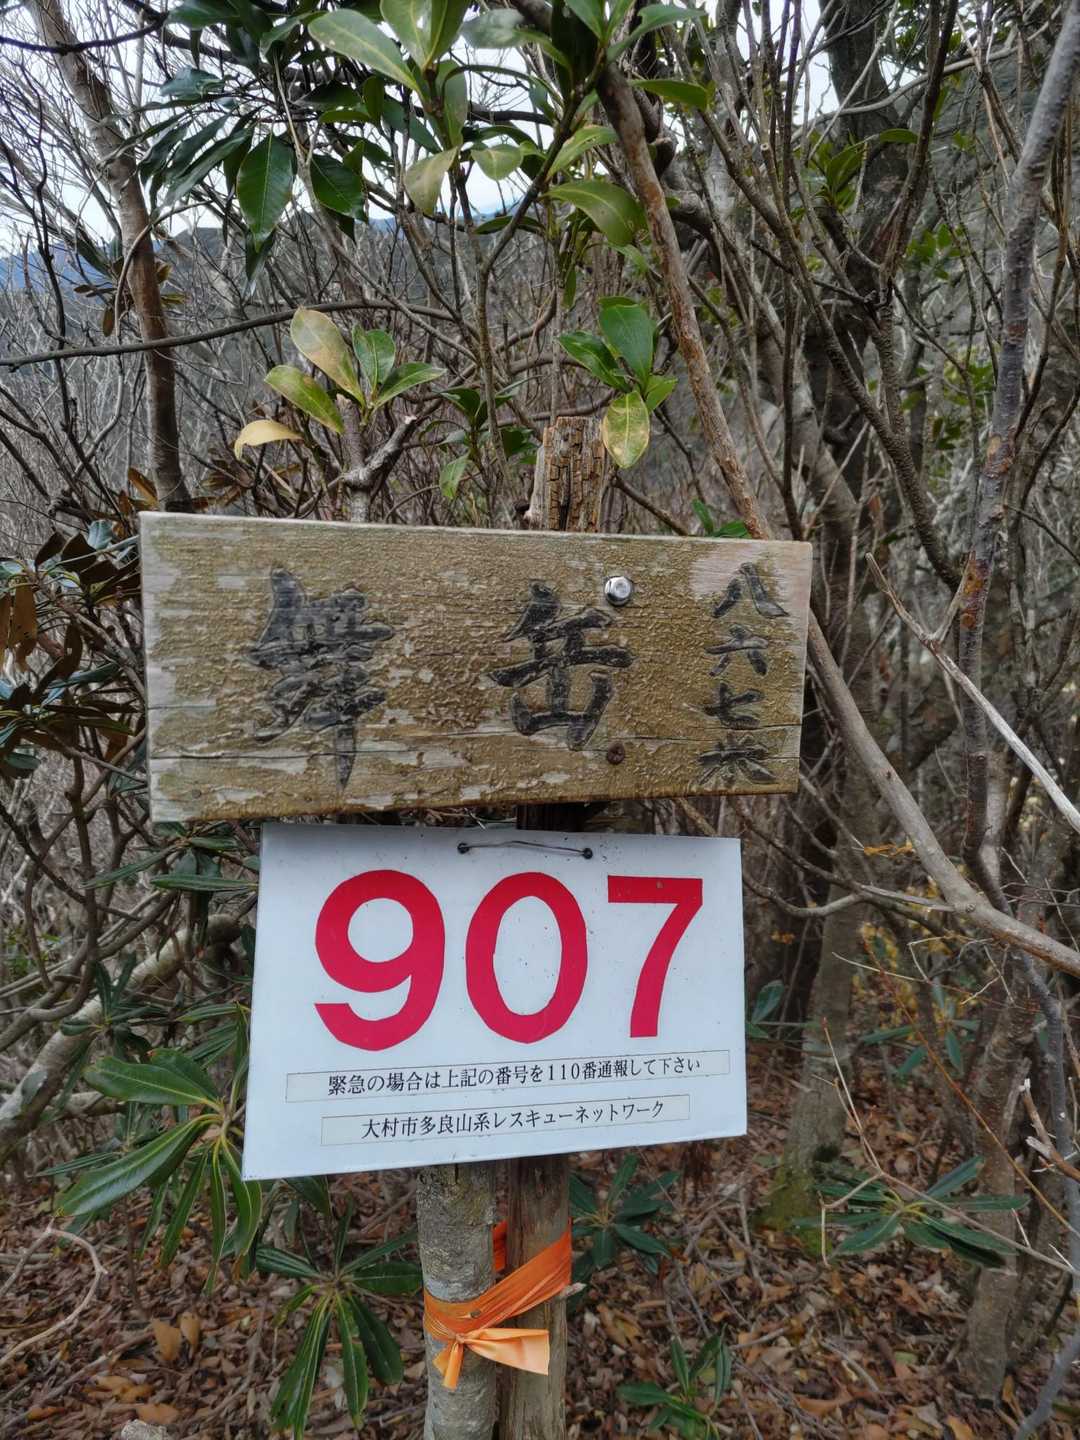 舞岳
八六七米
907
緊急の場合は上記の番号を110番通報して下さい
大村市多良山系レスキューネットワーク